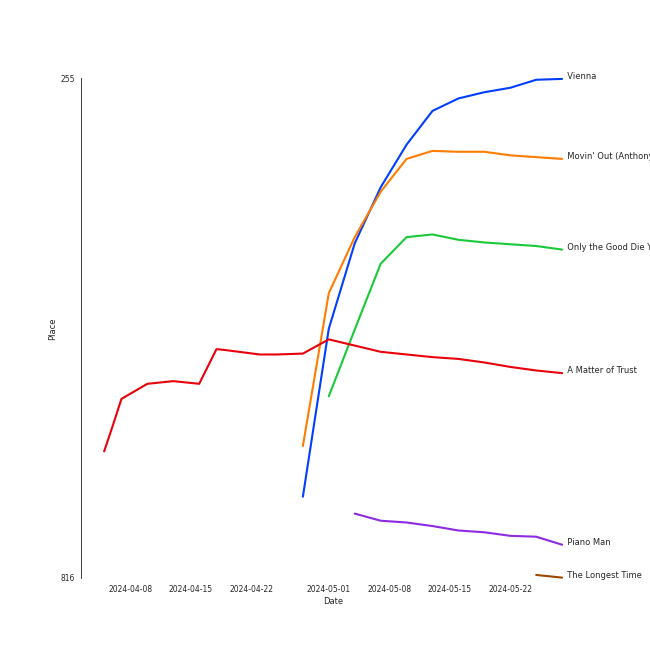 255
Vienna
Movin' Out (Anthony
Only the Good Die
Place
A Matter of Trust
Piano Man
816
The Longest Time
2024-04-08
2024-04-15
2024-04-22
2024-05-01
2024-05-08
2024-05-15
2024-05-22
Date